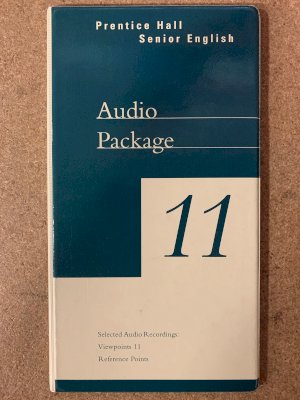 Prentice Hall
Senior English
Audio
Package
11
Selected Audio Recordings:
Viewpoints 11
Reference Points